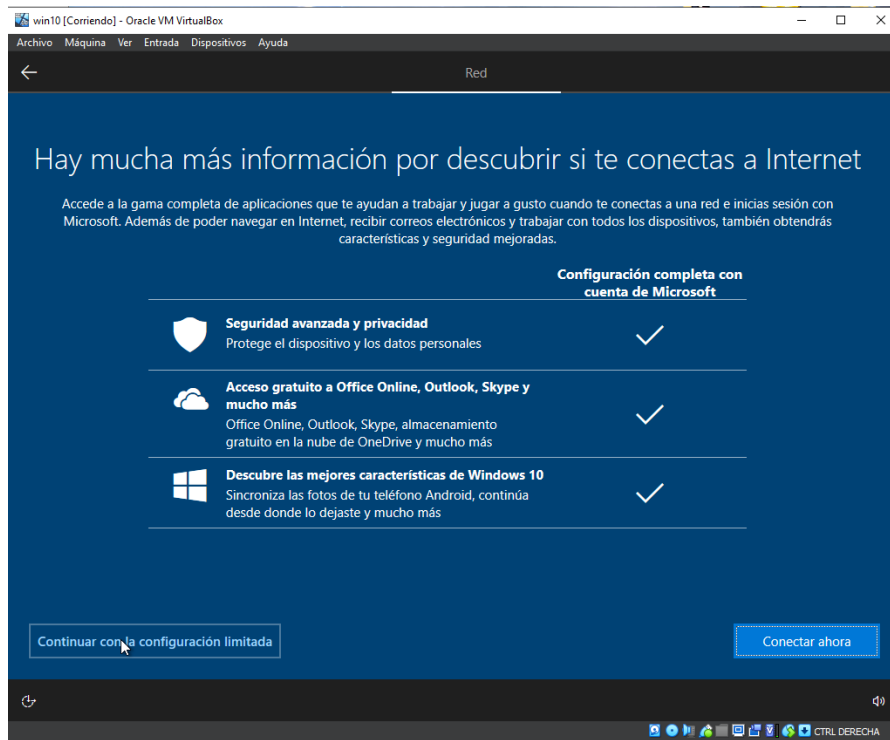 win10 [Corriendo] - Oracle VM VirtualBox
Archivo Máquina Ver Entrada Dispositivos Ayuda
Red
Hay mucha más información por descubrir si te conectas a Internet
Accede a la gama completa de aplicaciones que te ayudan a trabajar y jugar a gusto cuando te conectas a una red e inicias sesión con
Microsoft. Además de poder navegar en Internet, recibir correos electrónicos y trabajar con todos los dispositivos, también obtendrás
características y seguridad mejoradas.
Configuración completa con
cuenta de Microsoft
Seguridad avanzada y privacidad
Protege el dispositivo y los datos personales
Acceso gratuito a Office Online, Outlook, Skype y
mucho más
Office Online, Outlook, Skype, almacenamiento
gratuito en la nube de OneDrive y mucho más
Descubre las mejores características de Windows 10
Sincroniza las fotos de tu teléfono Android, continúa
desde donde lo dejaste y mucho más
Continuar con la configuración limitada
Conectar ahora
CTRL DERECHA